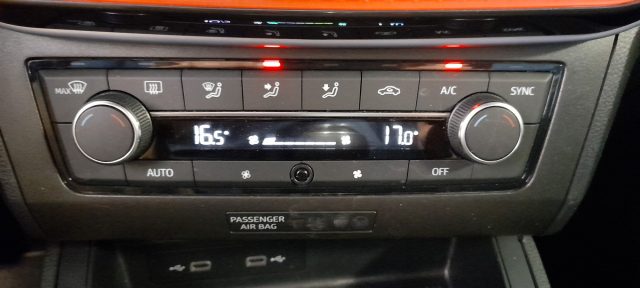 MAX
A/C
SYNC
16.5°
17.0°
AUTO
OFF
PASSENGER
AIR BAG